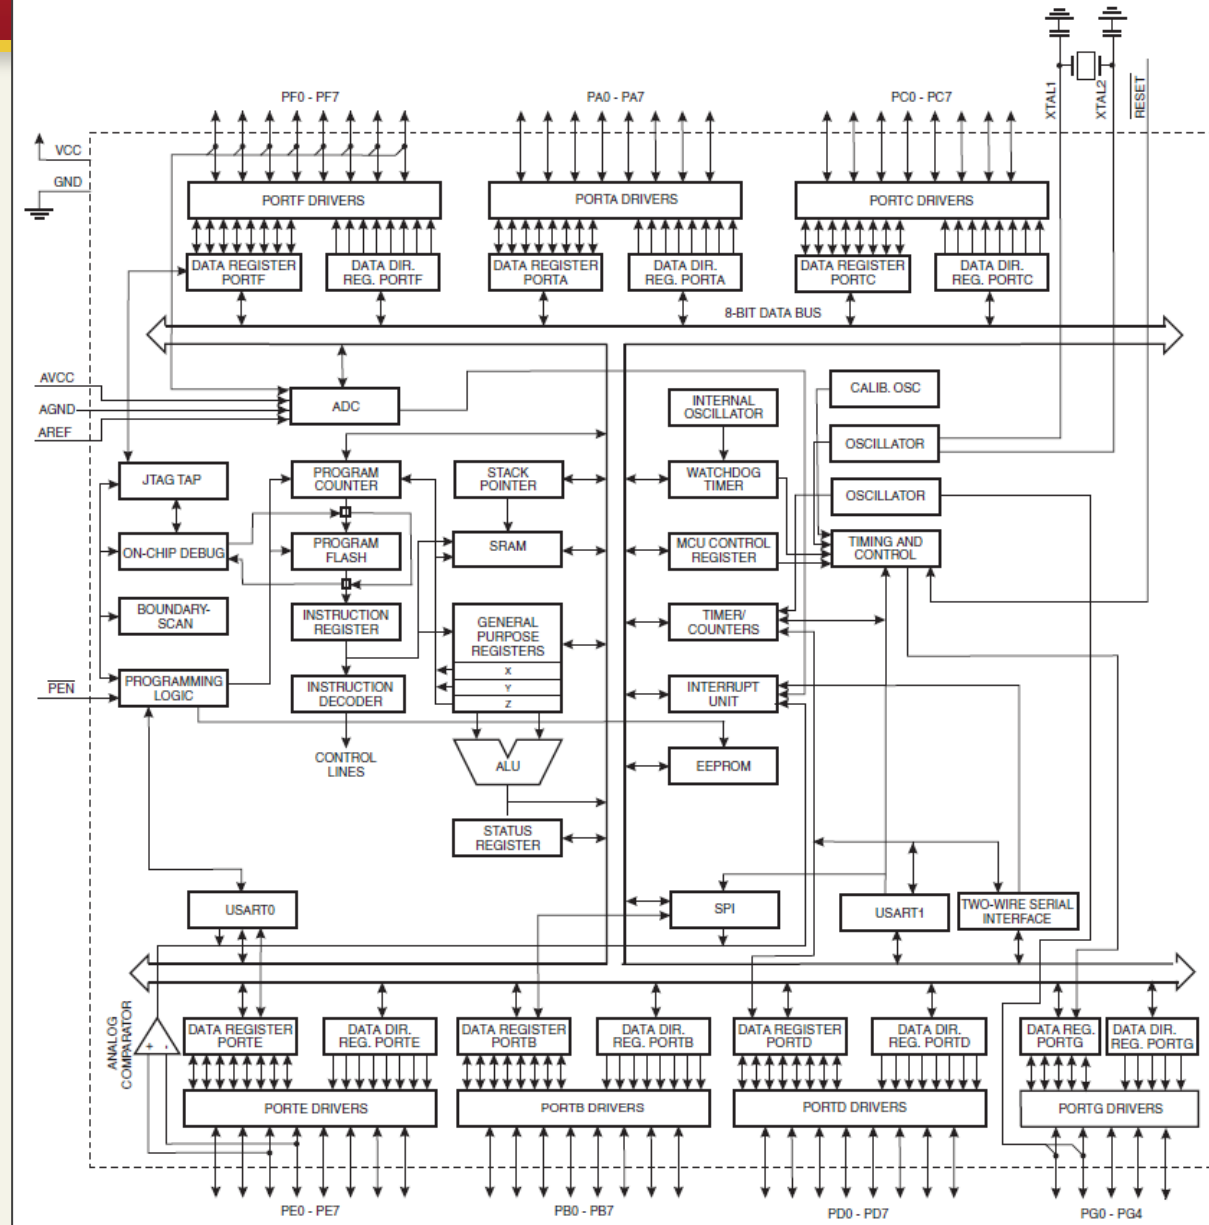 PF0 - PF7
PA0 - PA7
PC0 - PC7
XTAL1
XTAL2
RESET
VCC
GND
PORTF DRIVERS
PORTA DRIVERS
PORTC DRIVERS
DATA REGISTER
PORTF
DATA DIR.
REG. PORTF
DATA REGISTER
PORTA
DATA DIR.
REG. PORTA
DATA REGISTER
PORTC
DATA DIR.
REG. PORTC
8-BIT DATA BUS
AVCC
AGND
AREF
ADC
INTERNAL
OSCILLATOR
CALIB. OSC
OSCILLATOR
JTAG TAP
PROGRAM
COUNTER
STACK
POINTER
WATCHDOG
TIMER
OSCILLATOR
ON-CHIP DEBUG
PROGRAM
FLASH
SRAM
MCU CONTROL
REGISTER
TIMING AND
CONTROL
BOUNDARY-
SCAN
INSTRUCTION
REGISTER
GENERAL
PURPOSE
REGISTERS
X
Y
Z
TIMER/
COUNTERS
PEN
PROGRAMMING
LOGIC
INSTRUCTION
DECODER
INTERRUPT
UNIT
CONTROL
LINES
ALU
EEPROM
STATUS
REGISTER
USART0
SPI
USART1
TWO-WIRE SERIAL
INTERFACE
ANALOG
COMPARATOR
+ -
DATA REGISTER
PORTE
DATA DIR.
REG. PORTE
DATA REGISTER
PORTB
DATA DIR.
REG. PORTB
DATA REGISTER
PORTD
DATA DIR.
REG. PORTD
DATA REG.
PORTG
DATA DIR.
REG. PORTG
PORTE DRIVERS
PORTB DRIVERS
PORTD DRIVERS
PORTG DRIVERS
PE0 - PE7
PB0 - PB7
PD0 - PD7
PG0 - PG4